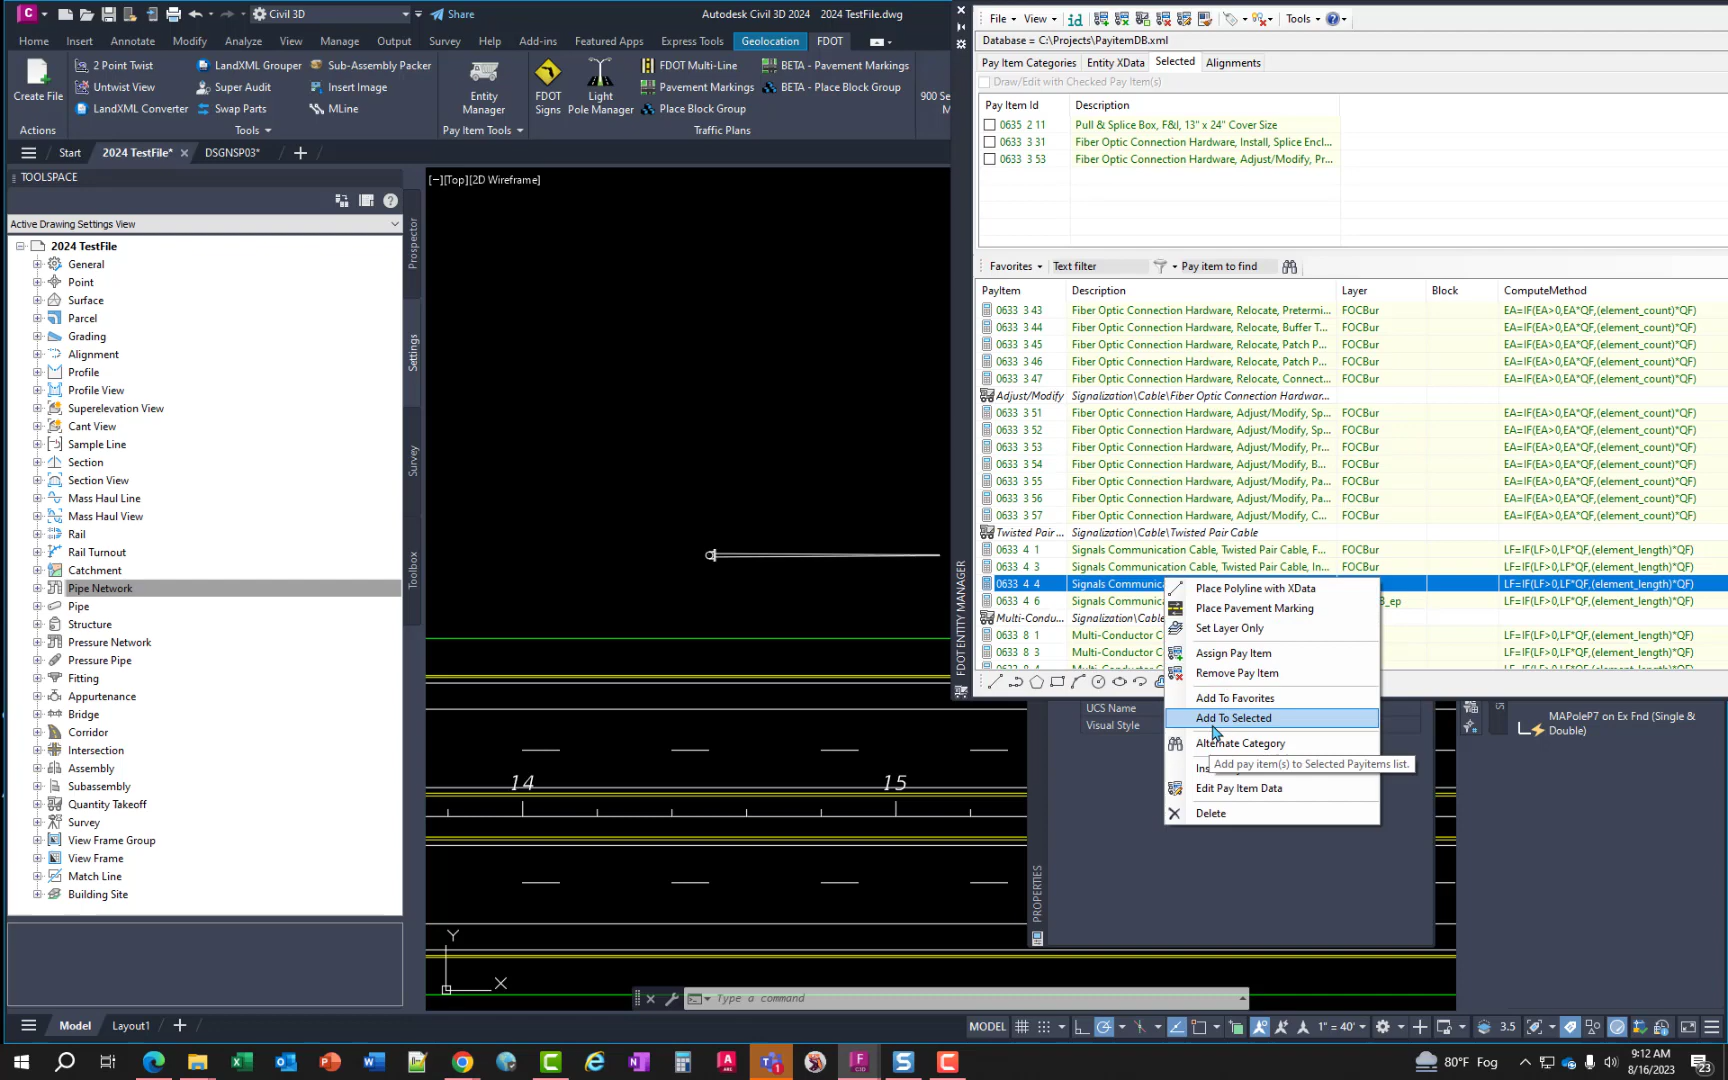 Civil 3D
Share
Autodesk Civil 3D 2024 2024 TestFile.dwg
Home Insert Annotate Modify Analyze View Manage Output Survey Help Add-ins Featured Apps Express Tools Geolocation FDOT
Create File
Actions
2 Point Twist
Untwist View
LandXML Converter
LandXML Grouper
Super Audit
Swap Parts
Sub-Assembly Packer
Insert Image
MLine
Tools
Entity
Manager
Pay Item Tools
FDOT
Signs
Light
Pole Manager
FDOT Multi-Line
Pavement Markings
Place Block Group
BETA - Pavement Markings
BETA - Place Block Group
Traffic Plans
900 Se
Start
2024 TestFile*
DSGNSP03*
TOOLSPACE
Active Drawing Settings View
2024 TestFile
General
Point
Surface
Parcel
Grading
Alignment
Profile
Profile View
Superelevation View
Cant View
Sample Line
Section
Section View
Mass Haul Line
Mass Haul View
Rail
Rail Turnout
Catchment
Pipe Network
Pipe
Structure
Pressure Network
Pressure Pipe
Fitting
Appurtenance
Bridge
Corridor
Intersection
Assembly
Subassembly
Quantity Takeoff
Survey
View Frame Group
View Frame
Match Line
Building Site
Prospector
Settings
Survey
Toolbox
[−][Top][2D Wireframe]
14
15
Y
X
Type a command
Model
Layout1
FDOT ENTITY MANAGER
File View id Tools
Database = C:\Projects\PayitemDB.xml
Pay Item Categories Entity XData Selected Alignments
Draw/Edit with Checked Pay Item(s)
Pay Item Id Description
0635 2 11 Pull & Splice Box, F&I, 13" x 24" Cover Size
0633 3 31 Fiber Optic Connection Hardware, Install, Splice Encl...
0633 3 53 Fiber Optic Connection Hardware, Adjust/Modify, Pr...
Favorites Text filter Pay item to find
PayItem Description Layer Block ComputeMethod
0633 3 43 Fiber Optic Connection Hardware, Relocate, Pretermi... FOCBur EA=IF(EA>0,EA*QF,(element_count)*QF)
0633 3 44 Fiber Optic Connection Hardware, Relocate, Buffer T... FOCBur EA=IF(EA>0,EA*QF,(element_count)*QF)
0633 3 45 Fiber Optic Connection Hardware, Relocate, Patch P... FOCBur EA=IF(EA>0,EA*QF,(element_count)*QF)
0633 3 46 Fiber Optic Connection Hardware, Relocate, Patch P... FOCBur EA=IF(EA>0,EA*QF,(element_count)*QF)
0633 3 47 Fiber Optic Connection Hardware, Relocate, Connect... FOCBur EA=IF(EA>0,EA*QF,(element_count)*QF)
Adjust/Modify Signalization\Cable\Fiber Optic Connection Hardwar...
0633 3 51 Fiber Optic Connection Hardware, Adjust/Modify, Sp... FOCBur EA=IF(EA>0,EA*QF,(element_count)*QF)
0633 3 52 Fiber Optic Connection Hardware, Adjust/Modify, Sp... FOCBur EA=IF(EA>0,EA*QF,(element_count)*QF)
0633 3 53 Fiber Optic Connection Hardware, Adjust/Modify, Pr... FOCBur EA=IF(EA>0,EA*QF,(element_count)*QF)
0633 3 54 Fiber Optic Connection Hardware, Adjust/Modify, B... FOCBur EA=IF(EA>0,EA*QF,(element_count)*QF)
0633 3 55 Fiber Optic Connection Hardware, Adjust/Modify, Pa... FOCBur EA=IF(EA>0,EA*QF,(element_count)*QF)
0633 3 56 Fiber Optic Connection Hardware, Adjust/Modify, Pa... FOCBur EA=IF(EA>0,EA*QF,(element_count)*QF)
0633 3 57 Fiber Optic Connection Hardware, Adjust/Modify, C... FOCBur EA=IF(EA>0,EA*QF,(element_count)*QF)
Twisted Pair ... Signalization\Cable\Twisted Pair Cable
0633 4 1 Signals Communication Cable, Twisted Pair Cable, F... FOCBur LF=IF(LF>0,LF*QF,(element_length)*QF)
0633 4 3 Signals Communication Cable, Twisted Pair Cable, In... FOCBur LF=IF(LF>0,LF*QF,(element_length)*QF)
0633 4 4 Signals Communica LF=IF(LF>0,LF*QF,(element_length)*QF)
0633 4 6 Signals Communica _ep LF=IF(LF>0,LF*QF,(element_length)*QF)
Multi-Condu... Signalization\Cable
0633 8 1 Multi-Conductor C LF=IF(LF>0,LF*QF,(element_length)*QF)
0633 8 3 Multi-Conductor C LF=IF(LF>0,LF*QF,(element_length)*QF)
Place Polyline with XData
Place Pavement Marking
Set Layer Only
Assign Pay Item
Remove Pay Item
Add To Favorites
Add To Selected
Alternate Category
Add pay item(s) to Selected Payitems list.
Edit Pay Item Data
Delete
UCS Name
Visual Style
PROPERTIES
MAPoleP7 on Ex Fnd (Single &
Double)
MODEL
1" = 40'
3.5
80°F Fog
9:12 AM
8/16/2023
23